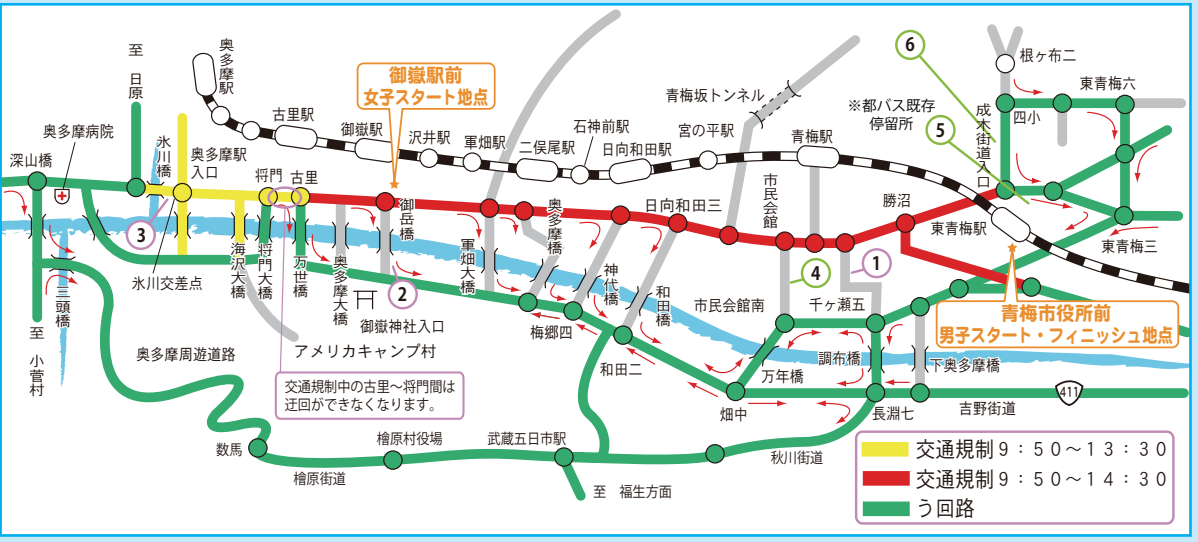 至 日原
奥多摩駅
古里駅
御嶽駅前
女子スタート地点
御嶽駅
沢井駅
軍畑駅
二俣尾駅
石神前駅
日向和田駅
宮の平駅
青梅坂トンネル
青梅駅
※都バス既存
停留所
6
5
成木街道入口
根ヶ布二
四小
東青梅六
東青梅三
東青梅駅
深山橋
奥多摩病院
氷川橋
奥多摩駅
入口
将門
古里
御岳橋
奥多摩橋
日向和田三
市民会館
勝沼
3
氷川交差点
海沢大橋
将門大橋
万世橋
奥多摩大橋
2
御嶽神社入口
軍畑大橋
神代橋
和田橋
4
1
市民会館南
千ヶ瀬五
青梅市役所前
男子スタート・フィニッシュ地点
三頭橋
至 小菅村
奥多摩周遊道路
アメリカキャンプ村
梅郷四
和田二
万年橋
調布橋
下奥多摩橋
交通規制中の古里～将門間は
迂回ができなくなります。
畑中
長淵七
吉野街道
411
数馬
檜原街道
檜原村役場
武蔵五日市駅
至 福生方面
秋川街道
交通規制9：50～13：30
交通規制9：50～14：30
う回路